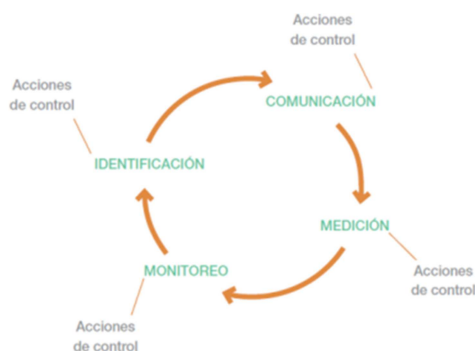 Acciones
de control
COMUNICACIÓN
Acciones
de control
IDENTIFICACIÓN
MEDICIÓN
Acciones
de control
MONITOREO
Acciones
de control